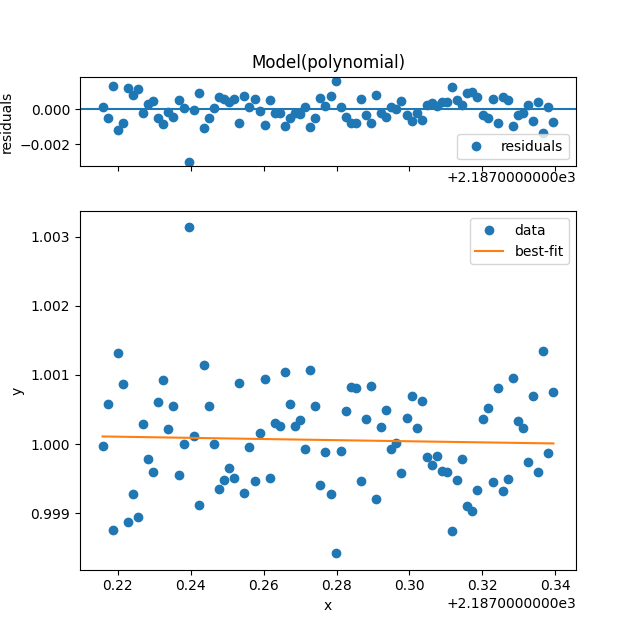 Model(polynomial)
residuals
0.000
−0.002
residuals
+2.1870000000e3
y
1.003
1.002
1.001
1.000
0.999
data
best-fit
0.22 0.24 0.26 0.28 0.30 0.32 0.34
x
+2.1870000000e3